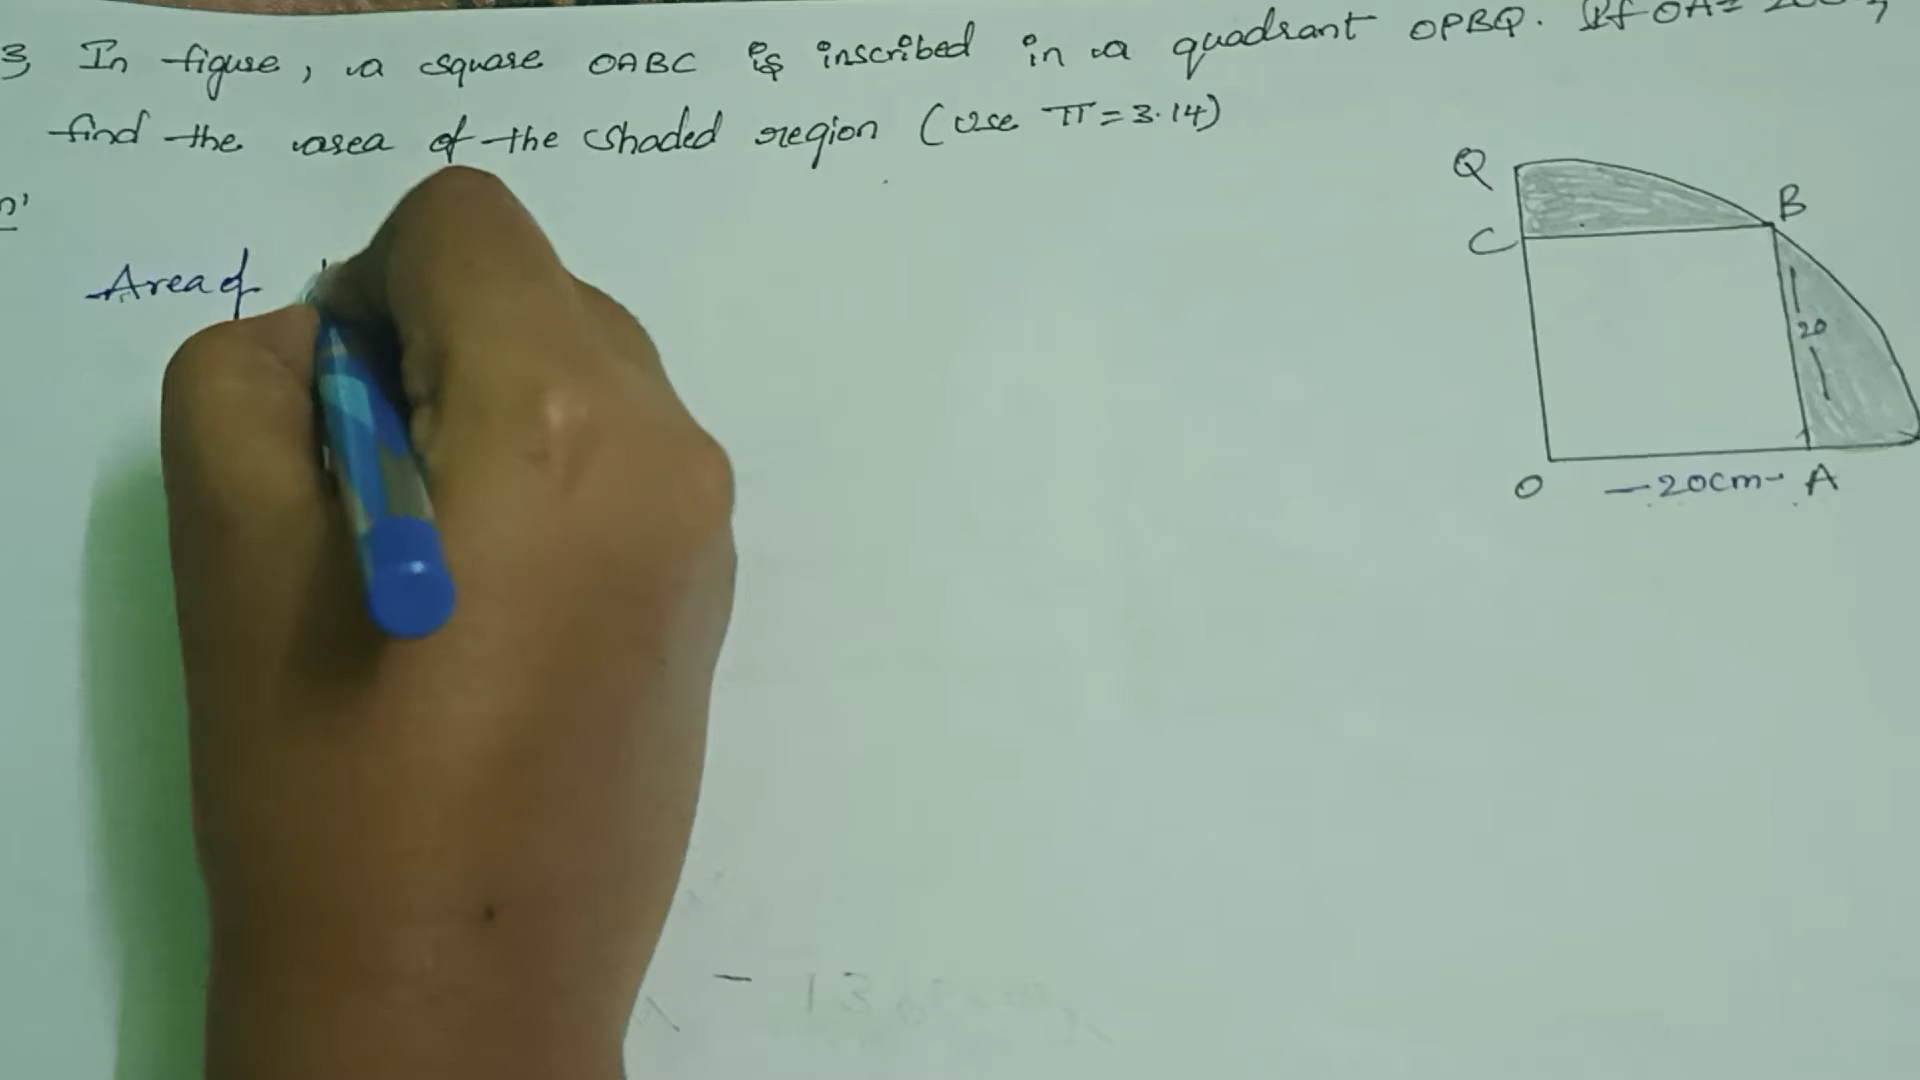 3, In figure, a square OABC is inscribed in a quadrant OPBQ. If OA=
find the area of the shaded region (Use π=3.14)
Q
B
C
Area of
20
O -20cm- A
- 13